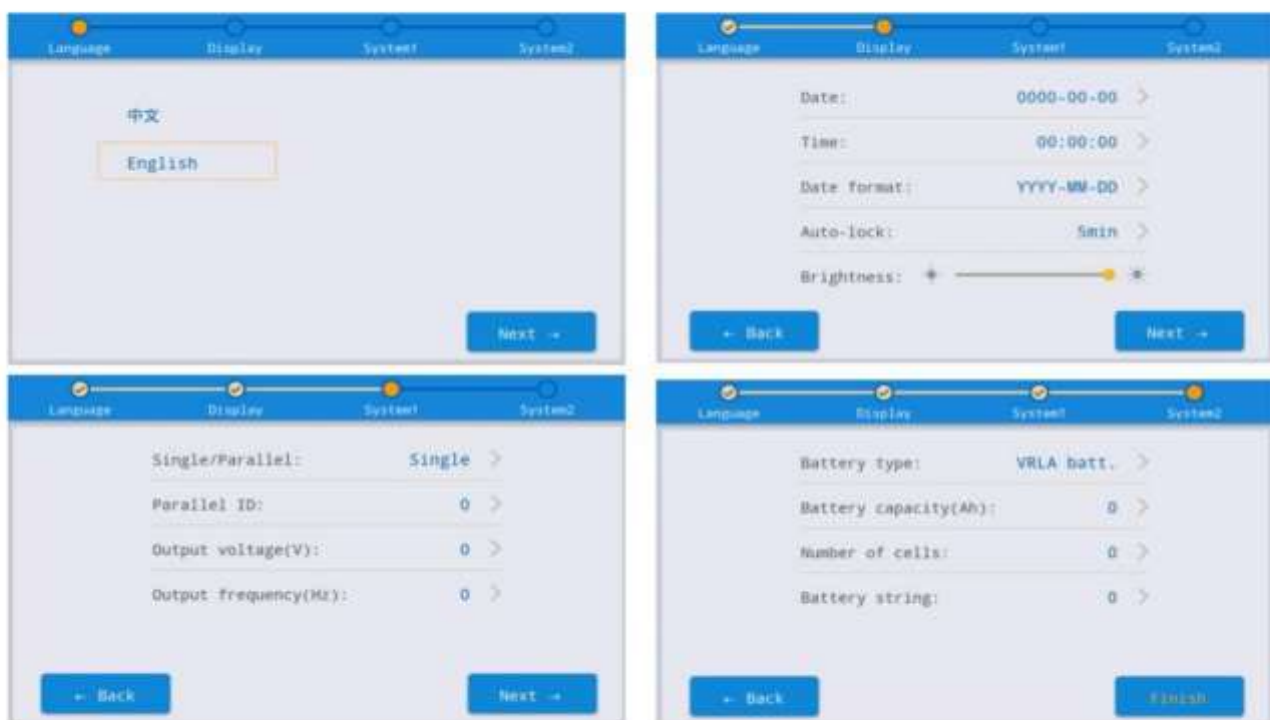 Language Display System1 System2
中文
English
Next →
Language Display System1 System2
Date: 0000-00-00 >
Time: 00:00:00 >
Date format: YYYY-MM-DD >
Auto-lock: 5min >
Brightness:
← Back Next →
Language Display System1 System2
Single/Parallel: Single >
Parallel ID: 0 >
Output voltage(V): 0 >
Output frequency(Hz): 0 >
← Back Next →
Language Display System1 System2
Battery type: VRLA batt. >
Battery capacity(Ah): 0 >
Number of cells: 0 >
Battery string: 0 >
← Back Finish